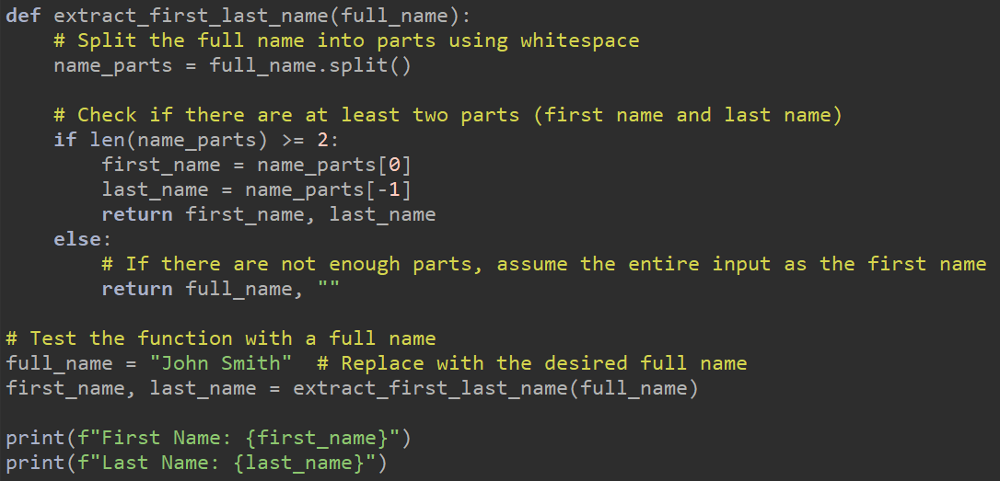 def extract_first_last_name(full_name):
    # Split the full name into parts using whitespace
    name_parts = full_name.split()

    # Check if there are at least two parts (first name and last name)
    if len(name_parts) >= 2:
        first_name = name_parts[0]
        last_name = name_parts[-1]
        return first_name, last_name
    else:
        # If there are not enough parts, assume the entire input as the first name
        return full_name, ""

# Test the function with a full name
full_name = "John Smith"  # Replace with the desired full name
first_name, last_name = extract_first_last_name(full_name)

print(f"First Name: {first_name}")
print(f"Last Name: {last_name}")